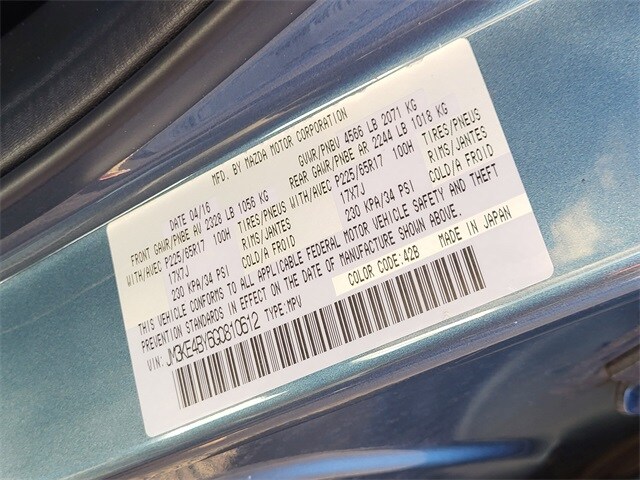 MFD. BY MAZDA MOTOR CORPORATION
DATE 04/16 GVWR/PNBV 4566 LB 2071 KG
FRONT GAWR/PNBE AV 2328 LB 1056 KG REAR GAWR/PNBE AR 2244 LB 1018 KG
WITH/AVEC P225/65R17 100H TIRES/PNEUS WITH/AVEC P225/65R17 100H TIRES/PNEUS
17X7J RIMS/JANTES 17X7J RIMS/JANTES
230 KPA/34 PSI COLD/A FROID 230 KPA/34 PSI COLD/A FROID
THIS VEHICLE CONFORMS TO ALL APPLICABLE FEDERAL MOTOR VEHICLE SAFETY AND THEFT
PREVENTION STANDARDS IN EFFECT ON THE DATE OF MANUFACTURE SHOWN ABOVE.
VIN: JM3KE4BY6G0810612 TYPE: MPV COLOR CODE: 42B MADE IN JAPAN